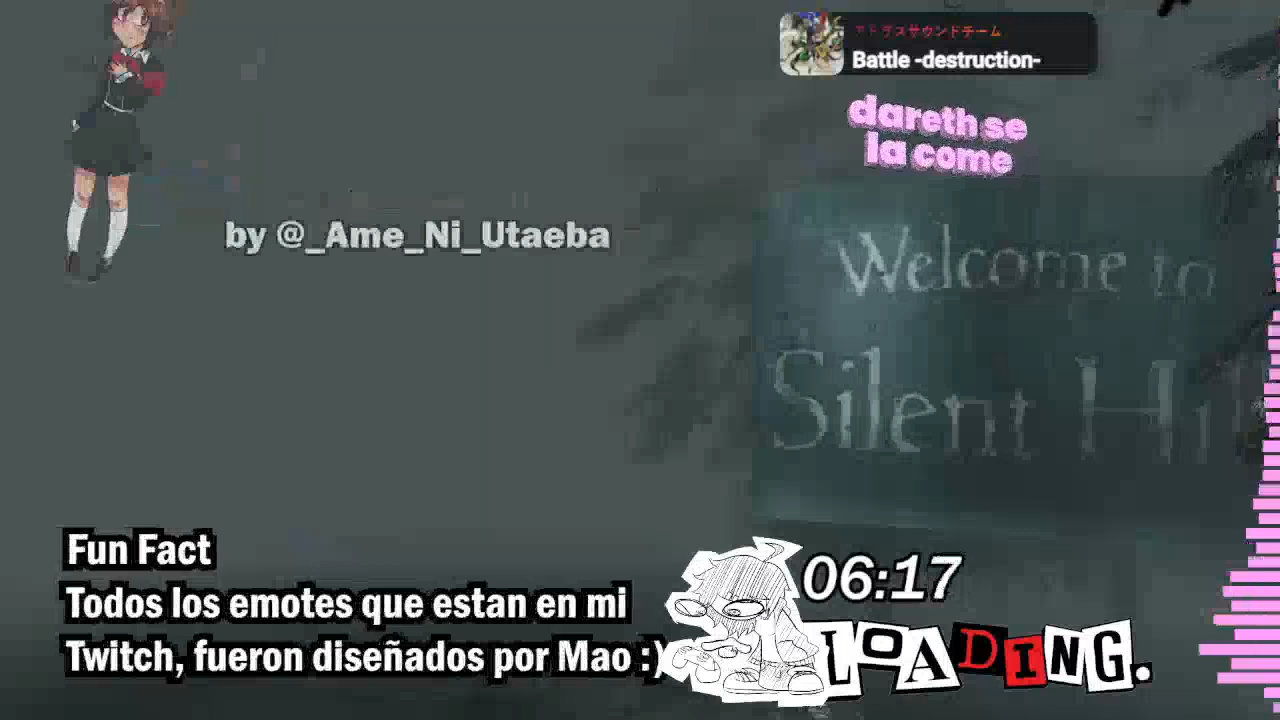 アトラスサウンドチーム
Battle -destruction-
dareth se
la come
by @_Ame_Ni_Utaeba
Welcome to
Silent Hi
Fun Fact
Todos los emotes que estan en mi
Twitch, fueron diseñados por Mao :)
06:17
LOADING.